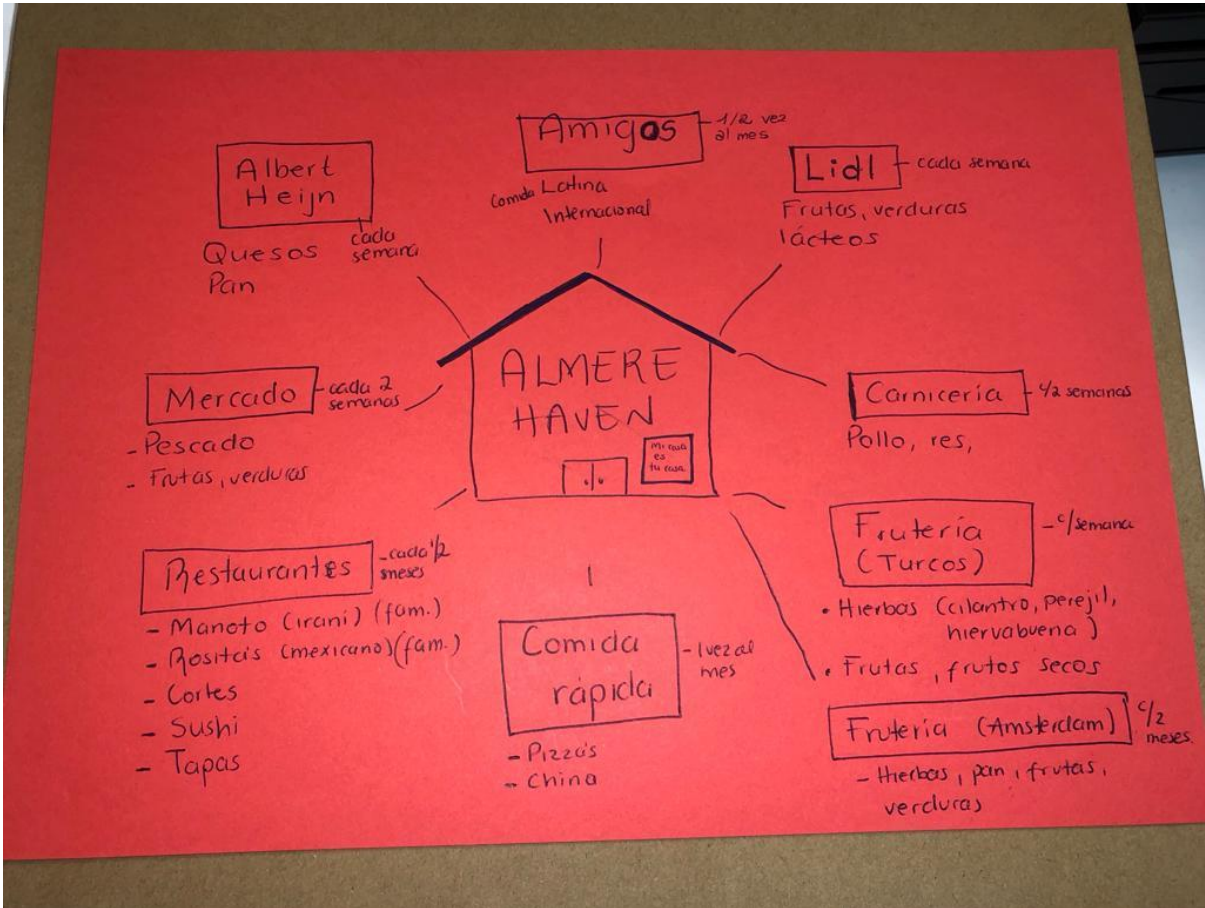 Amigos
-1/2 vez
al mes
Comida Latina
Internacional
Albert
Heijn
cada
semana
Quesos
Pan
Lidl
- cada semana
Frutas, verduras
lácteos
ALMERE
HAVEN
mi casa
es
tu casa
Mercado
- cada 2
semanas
- Pescado
- Frutas, verduras
Carnicería
- c/2 semanas
Pollo, res,
Restaurantes
- cada 1/2
meses
- Manoto (iraní) (fam.)
- Rositas (mexicano) (fam.)
- Cortes
- Sushi
- Tapas
Comida
rápida
- 1 vez al
mes
- Pizzas
- China
Frutería
(Turcos)
- c/semana
• Hierbas (cilantro, perejil,
hiervabuena)
• Frutas, frutos secos
Frutería (Amsterdam)
c/2
meses.
- Hierbas, pan, frutas,
verduras